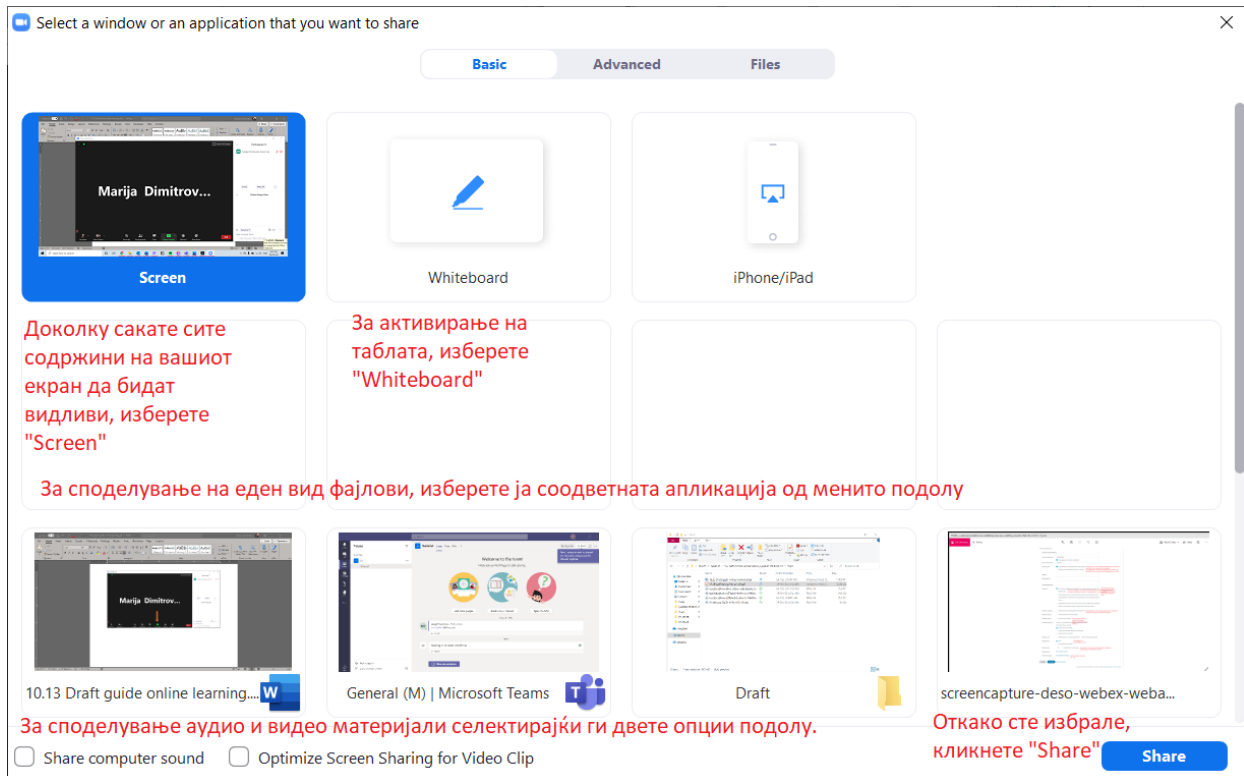 Select a window or an application that you want to share
Basic
Advanced
Files
Marija Dimitrov...
Screen
Whiteboard
iPhone/iPad
Доколку сакате сите
содржини на вашиот
екран да бидат
видливи, изберете
"Screen"
За активирање на
таблата, изберете
"Whiteboard"
За споделување на еден вид фајлови, изберете ја соодветната апликација од менито подолу
Marija Dimitrov...
10.13 Draft guide online learning....
General (M) | Microsoft Teams
Draft
screencapture-deso-webex-weba...
За споделување аудио и видео материјали селектирајќи ги двете опции подолу.
Откако сте избрале,
кликнете "Share"
Share computer sound
Optimize Screen Sharing for Video Clip
Share